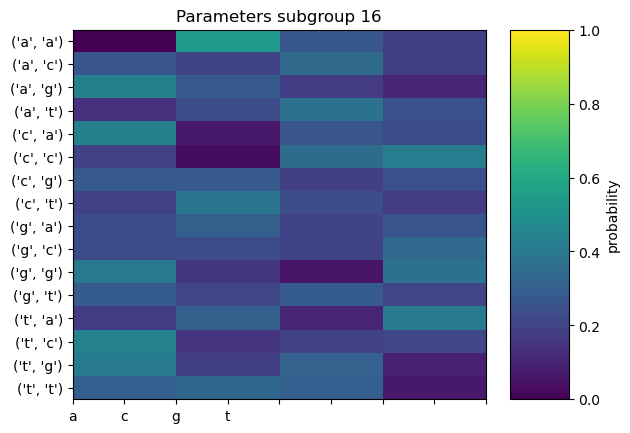 Parameters subgroup 16
('a', 'a')
('a', 'c')
('a', 'g')
('a', 't')
('c', 'a')
('c', 'c')
('c', 'g')
('c', 't')
('g', 'a')
('g', 'c')
('g', 'g')
('g', 't')
('t', 'a')
('t', 'c')
('t', 'g')
('t', 't')
a c g t
1.0
0.8
0.6
0.4
0.2
0.0
probability